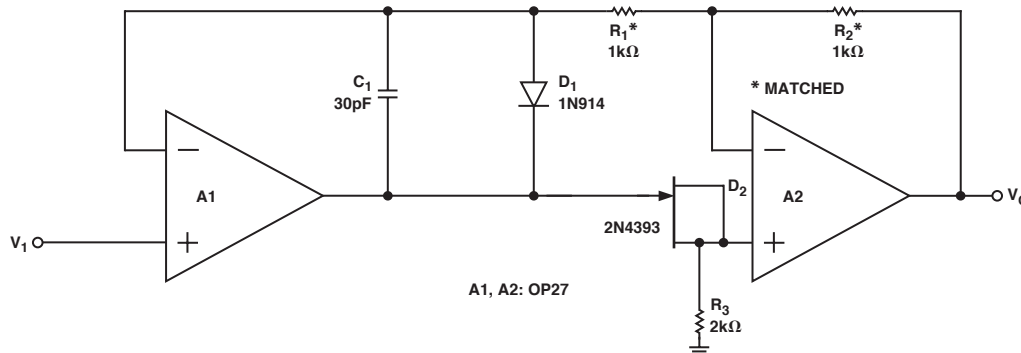 R1*
1kΩ
R2*
1kΩ
C1
30pF
D1
1N914
* MATCHED
A1
D2
A2
2N4393
V1
A1, A2: OP27
R3
2kΩ